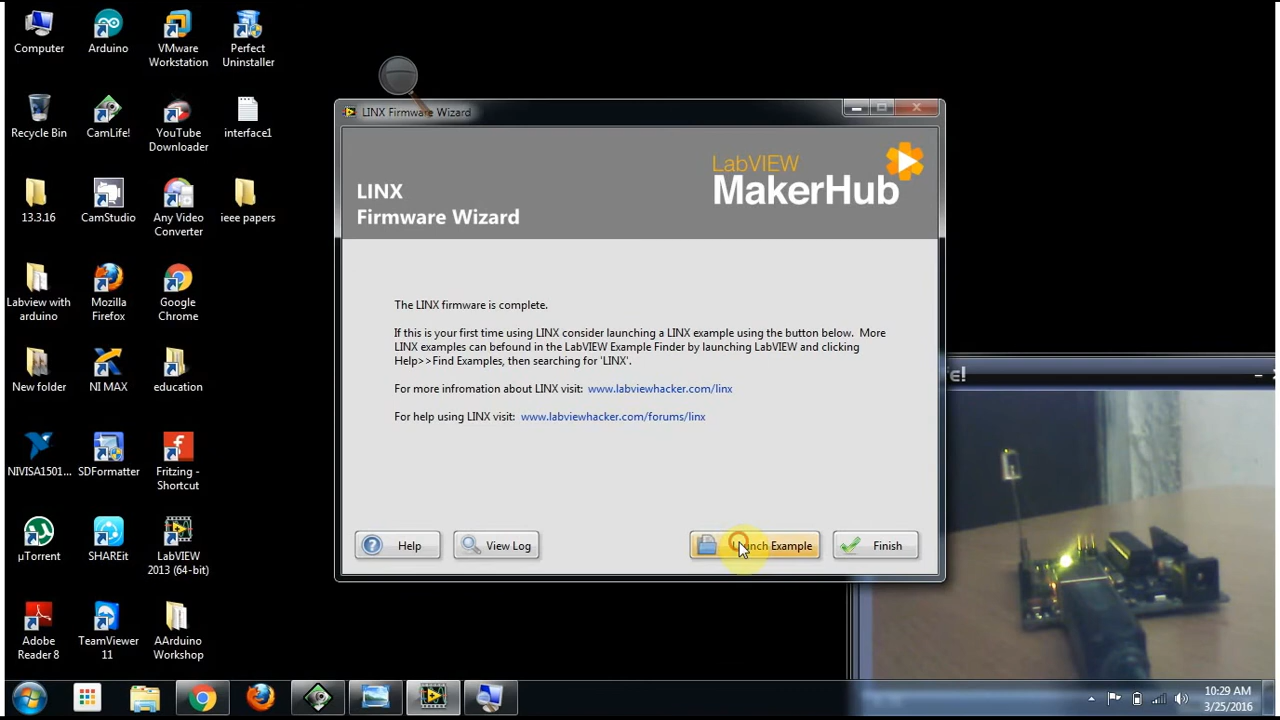 Computer
Arduino
VMware
Workstation
Perfect
Uninstaller
Recycle Bin
CamLife!
YouTube
Downloader
interface1
13.3.16
CamStudio
Any Video
Converter
ieee papers
Labview with
arduino
Mozilla
Firefox
Google
Chrome
New folder
NI MAX
education
NIVISA1501...
SDFormatter
Fritzing -
Shortcut
µTorrent
SHAREit
LabVIEW
2013 (64-bit)
Adobe
Reader 8
TeamViewer
11
AArduino
Workshop
LINX Firmware Wizard
LINX
Firmware Wizard
LabVIEW
MakerHub
The LINX firmware is complete.
If this is your first time using LINX consider launching a LINX example using the button below. More
LINX examples can befound in the LabVIEW Example Finder by launching LabVIEW and clicking
Help>>Find Examples, then searching for 'LINX'.
For more infromation about LINX visit: www.labviewhacker.com/linx
For help using LINX visit: www.labviewhacker.com/forums/linx
Help
View Log
Launch Example
Finish
10:29 AM
3/25/2016